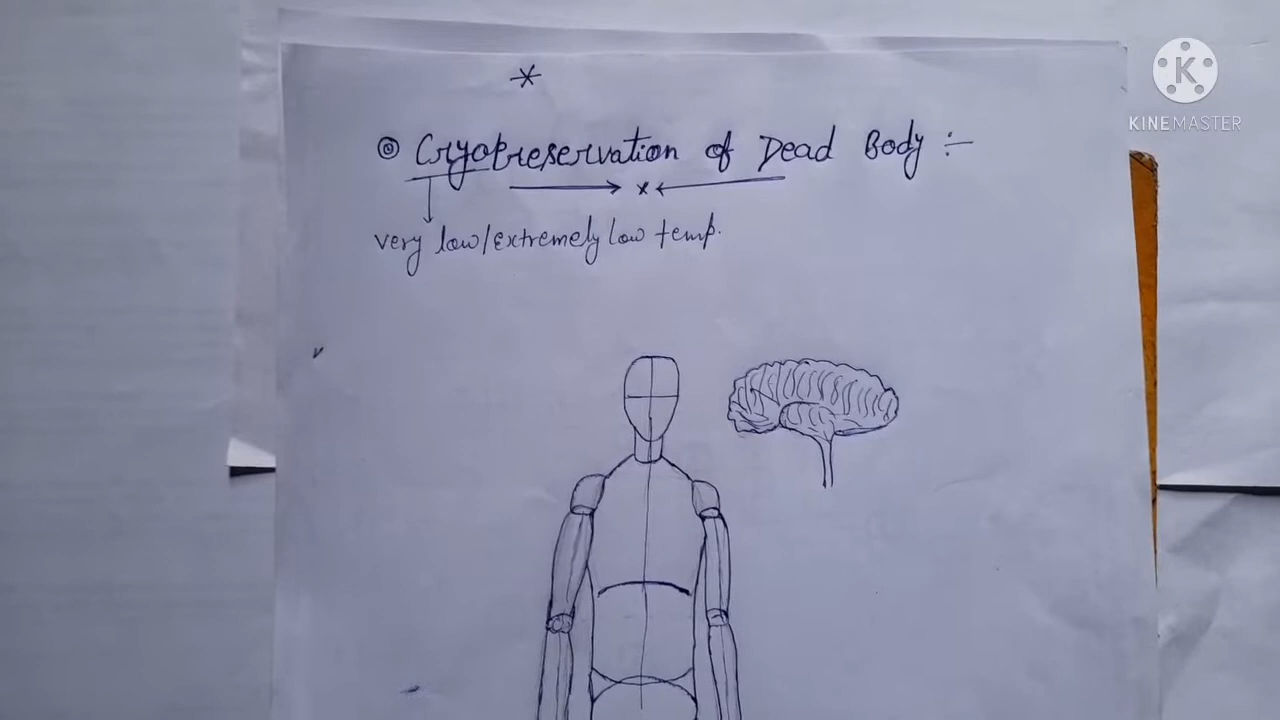 *
◎ Cryopreservation of Dead Body :-
very low/extremely low temp.
K
KINEMASTER